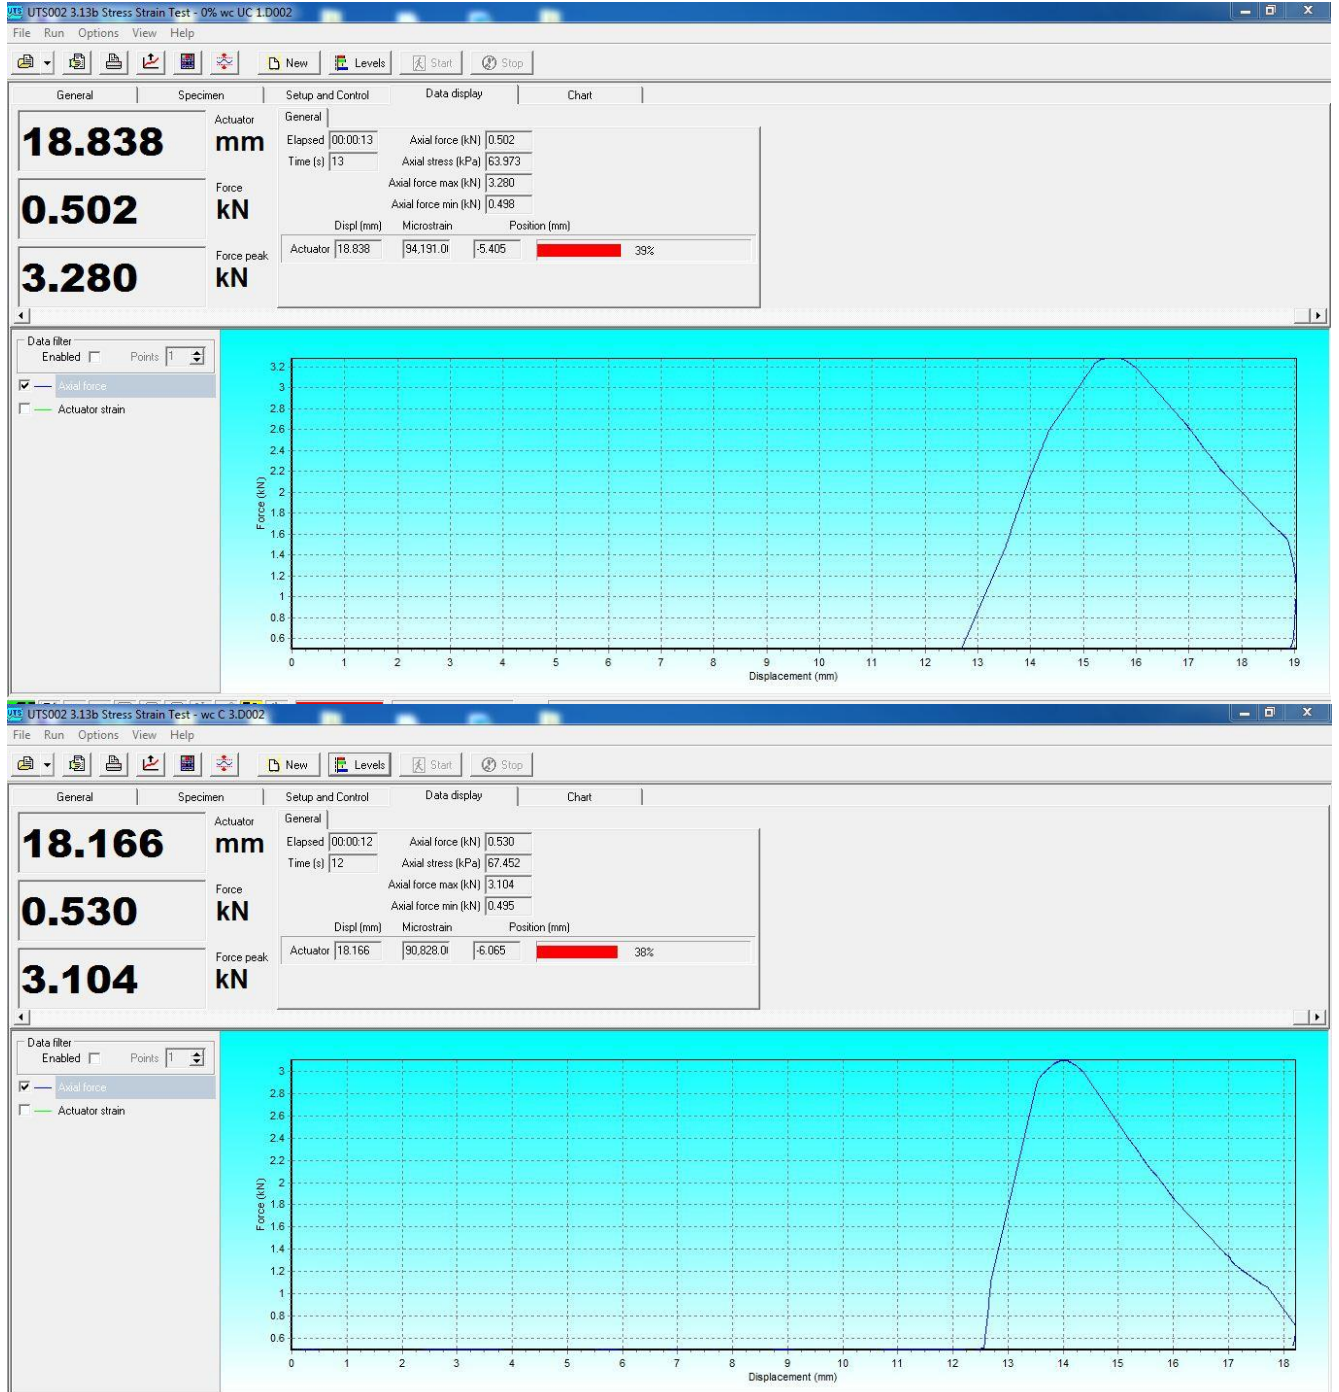 UTS UTS002 3.13b Stress Strain Test - 0% wc UC 1.D002
File Run Options View Help
New Levels Start Stop
General Specimen Setup and Control Data display Chart
18.838 Actuator mm
0.502 Force kN
3.280 Force peak kN
General
Elapsed 00:00:13 Axial force (kN) 0.502
Time (s) 13 Axial stress (kPa) 63.973
Axial force max (kN) 3.280
Axial force min (kN) 0.498
Displ (mm) Microstrain Position (mm)
Actuator 18.838 94,191.0 -5.405 39%
Data filter
Enabled Points 1
Axial force
Actuator strain
3.2
3
2.8
2.6
2.4
2.2
2
1.8
1.6
1.4
1.2
1
0.8
0.6
Force (kN)
0 1 2 3 4 5 6 7 8 9 10 11 12 13 14 15 16 17 18 19
Displacement (mm)
UTS UTS002 3.13b Stress Strain Test - wc C 3.D002
File Run Options View Help
New Levels Start Stop
General Specimen Setup and Control Data display Chart
18.166 Actuator mm
0.530 Force kN
3.104 Force peak kN
General
Elapsed 00:00:12 Axial force (kN) 0.530
Time (s) 12 Axial stress (kPa) 67.452
Axial force max (kN) 3.104
Axial force min (kN) 0.495
Displ (mm) Microstrain Position (mm)
Actuator 18.166 90,828.0 -6.065 38%
Data filter
Enabled Points 1
Axial force
Actuator strain
3
2.8
2.6
2.4
2.2
2
1.8
1.6
1.4
1.2
1
0.8
0.6
Force (kN)
0 1 2 3 4 5 6 7 8 9 10 11 12 13 14 15 16 17 18
Displacement (mm)